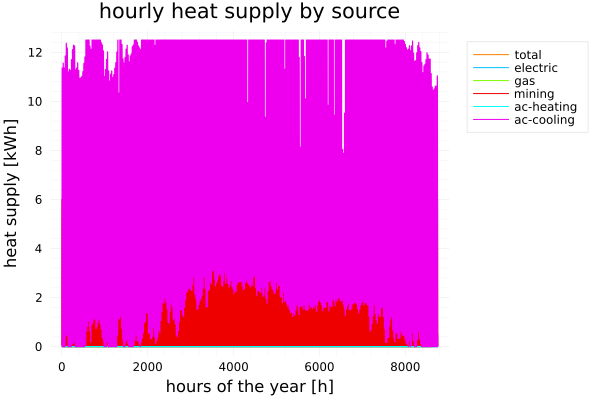 hourly heat supply by source
heat supply [kWh]
12
10
8
6
4
2
0
0 2000 4000 6000 8000
hours of the year [h]
total
electric
gas
mining
ac-heating
ac-cooling